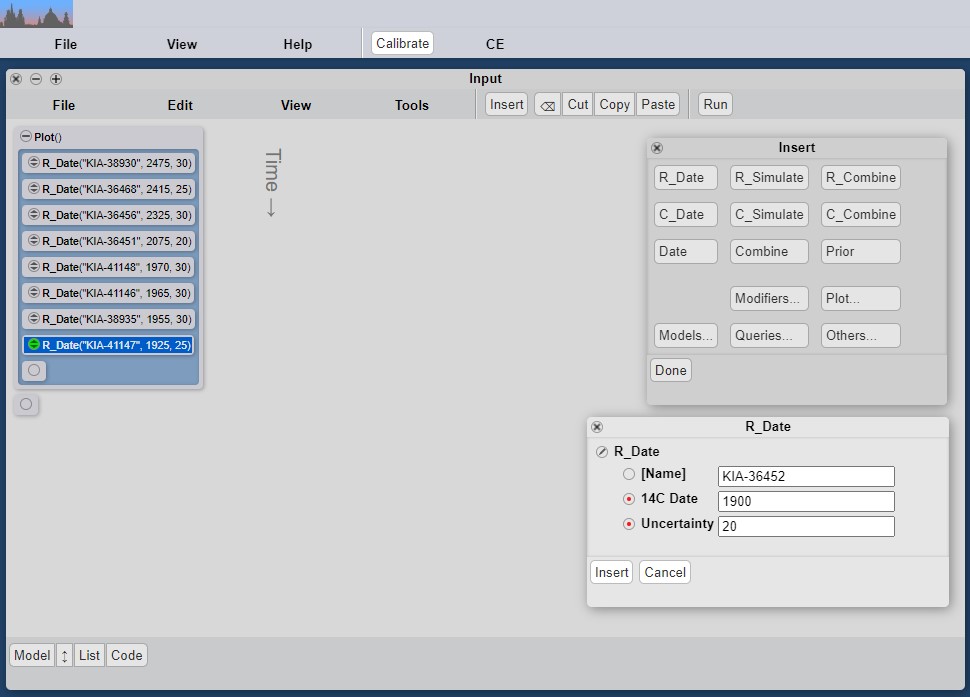 File View Help Calibrate CE
Input
File Edit View Tools Insert ⌫ Cut Copy Paste Run
Plot()
R_Date("KIA-38930", 2475, 30)
R_Date("KIA-36468", 2415, 25)
R_Date("KIA-36456", 2325, 30)
R_Date("KIA-36451", 2075, 20)
R_Date("KIA-41148", 1970, 30)
R_Date("KIA-41146", 1965, 30)
R_Date("KIA-38935", 1955, 30)
R_Date("KIA-41147", 1925, 25)
Time →
Insert
R_Date R_Simulate R_Combine
C_Date C_Simulate C_Combine
Date Combine Prior
Modifiers... Plot...
Models... Queries... Others...
Done
R_Date
R_Date
[Name] KIA-36452
14C Date 1900
Uncertainty 20
Insert Cancel
Model ↕ List Code